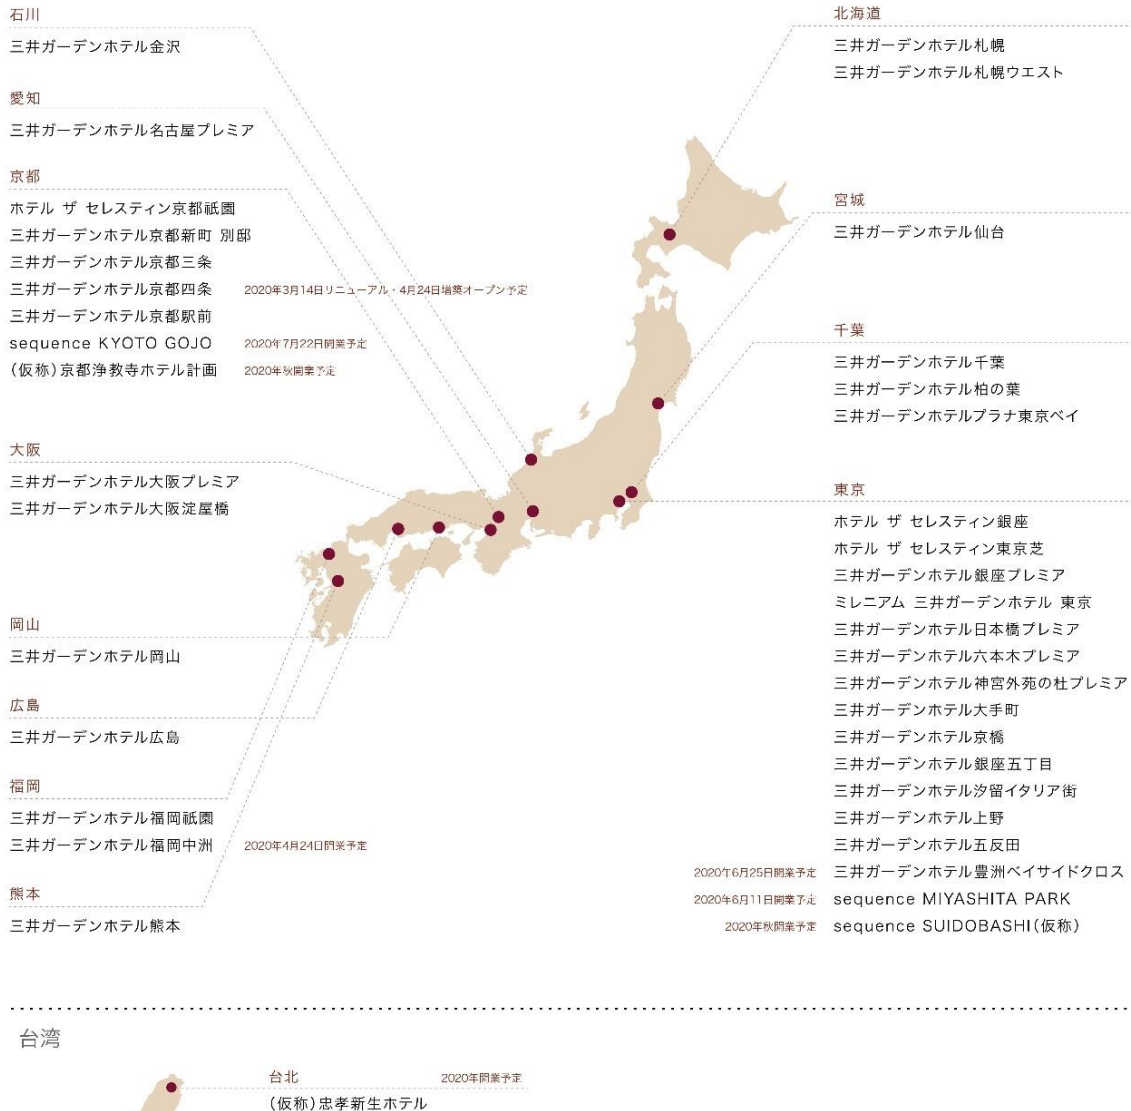 石川
三井ガーデンホテル金沢
愛知
三井ガーデンホテル名古屋プレミア
京都
ホテル ザ セレスティン京都祇園
三井ガーデンホテル京都新町 別邸
三井ガーデンホテル京都三条
三井ガーデンホテル京都四条 2020年3月14日リニューアル・4月24日増築オープン予定
三井ガーデンホテル京都駅前
sequence KYOTO GOJO 2020年7月22日開業予定
(仮称)京都浄教寺ホテル計画 2020年秋開業予定
大阪
三井ガーデンホテル大阪プレミア
三井ガーデンホテル大阪淀屋橋
岡山
三井ガーデンホテル岡山
広島
三井ガーデンホテル広島
福岡
三井ガーデンホテル福岡祇園
三井ガーデンホテル福岡中洲 2020年4月24日開業予定
熊本
三井ガーデンホテル熊本
北海道
三井ガーデンホテル札幌
三井ガーデンホテル札幌ウエスト
宮城
三井ガーデンホテル仙台
千葉
三井ガーデンホテル千葉
三井ガーデンホテル柏の葉
三井ガーデンホテルプラナ東京ベイ
東京
ホテル ザ セレスティン銀座
ホテル ザ セレスティン東京芝
三井ガーデンホテル銀座プレミア
ミレニアム 三井ガーデンホテル 東京
三井ガーデンホテル日本橋プレミア
三井ガーデンホテル六本木プレミア
三井ガーデンホテル神宮外苑の杜プレミア
三井ガーデンホテル大手町
三井ガーデンホテル京橋
三井ガーデンホテル銀座五丁目
三井ガーデンホテル汐留イタリア街
三井ガーデンホテル上野
三井ガーデンホテル五反田
2020年6月25日開業予定 三井ガーデンホテル豊洲ベイサイドクロス
2020年6月11日開業予定 sequence MIYASHITA PARK
2020年秋開業予定 sequence SUIDOBASHI(仮称)
台湾
台北 2020年開業予定
(仮称)忠孝新生ホテル